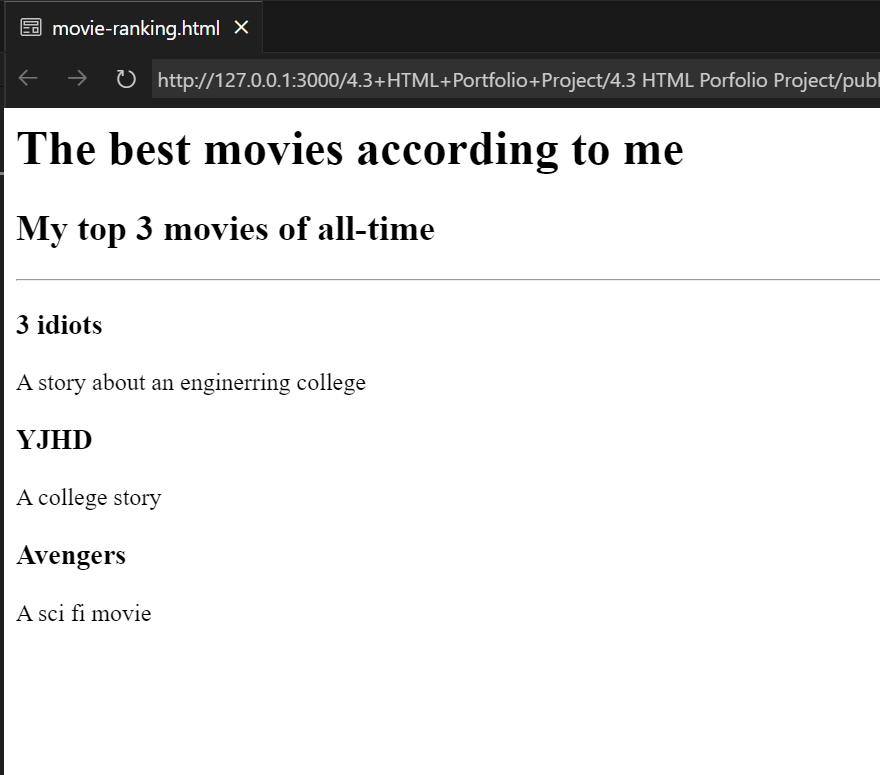 movie-ranking.html
http://127.0.0.1:3000/4.3+HTML+Portfolio+Project/4.3 HTML Porfolio Project/publ
The best movies according to me
My top 3 movies of all-time
3 idiots
A story about an enginerring college
YJHD
A college story
Avengers
A sci fi movie